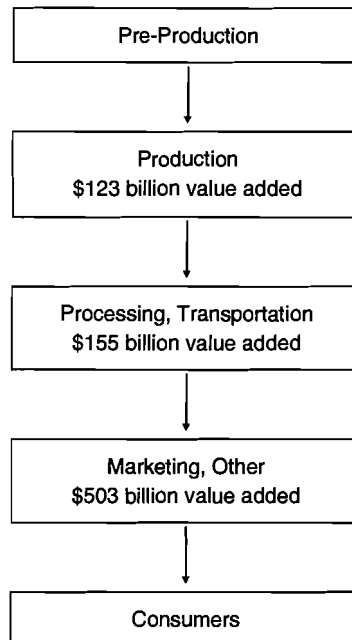 Pre-Production
Production
$123 billion value added
Processing, Transportation
$155 billion value added
Marketing, Other
$503 billion value added
Consumers